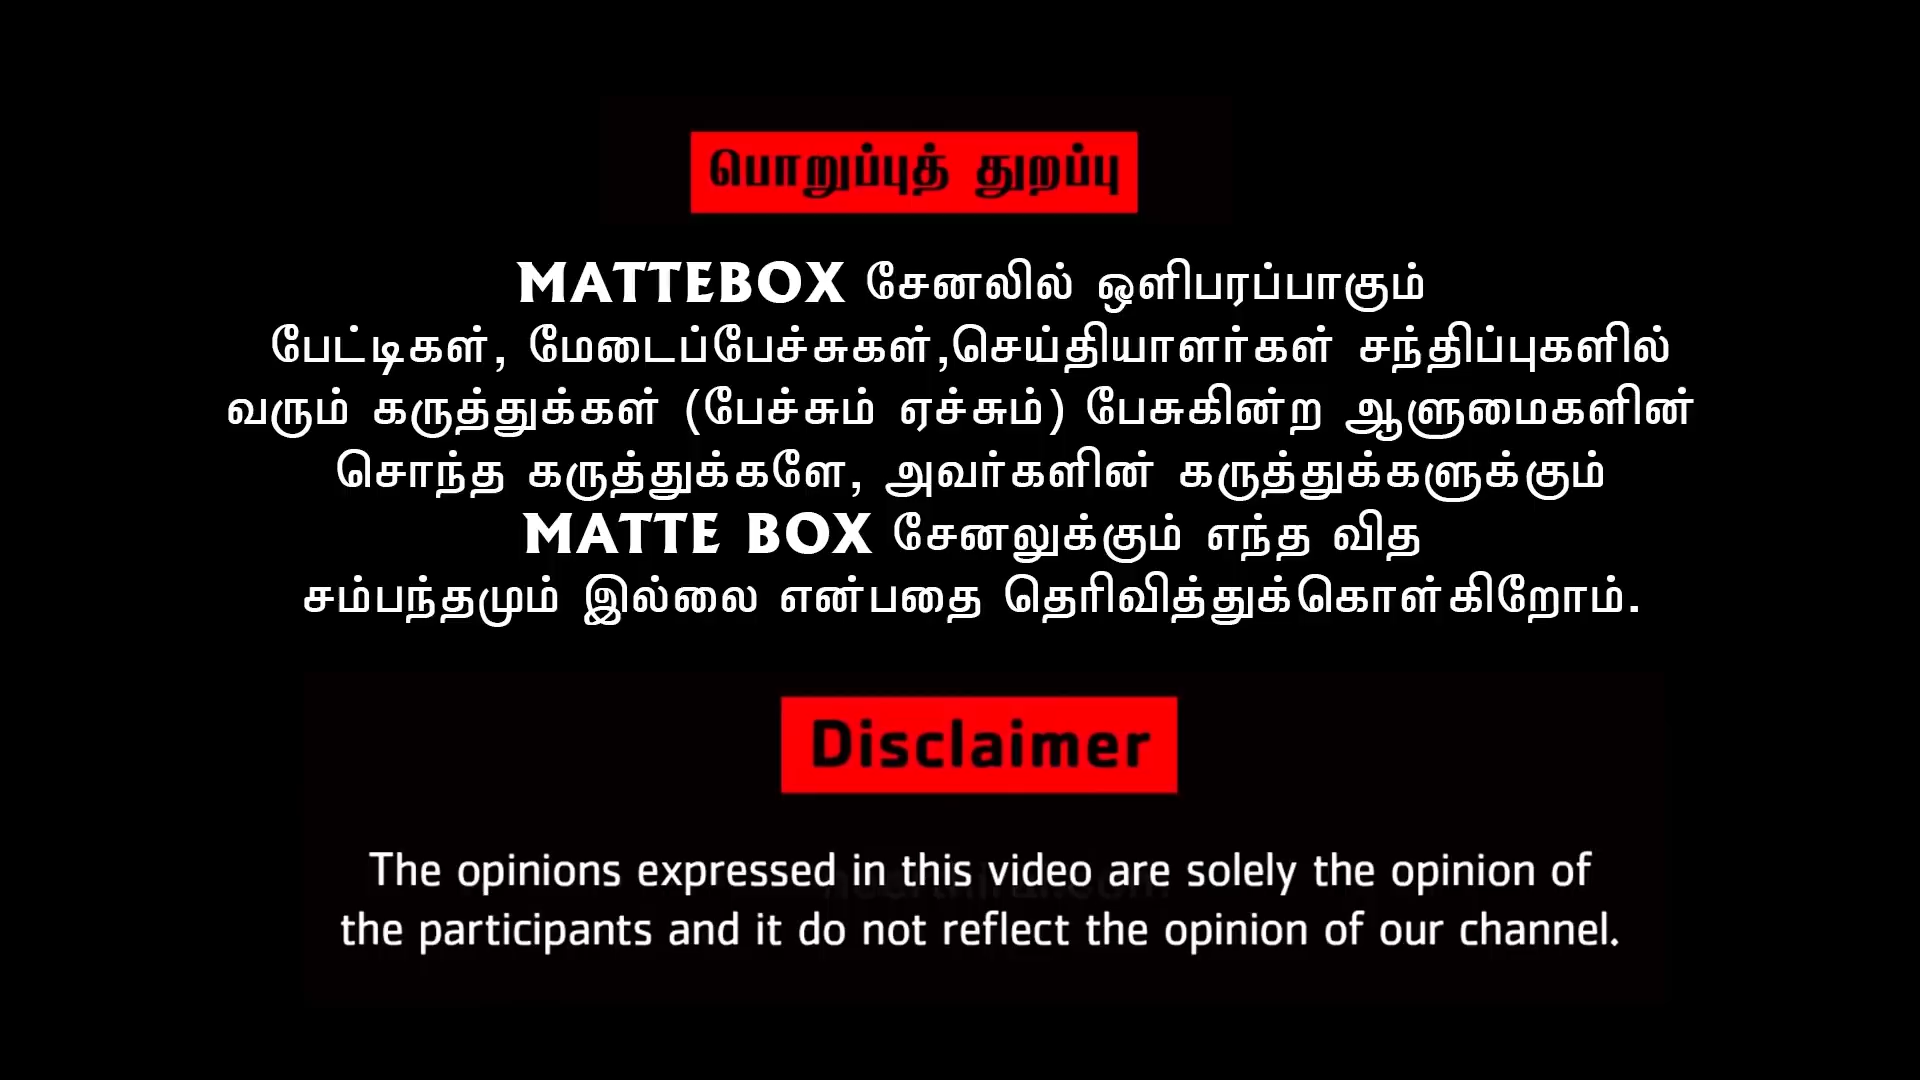 பொறுப்புத் துறப்பு
MATTEBOX சேனலில் ஒளிபரப்பாகும்
பேட்டிகள், மேடைப்பேச்சுகள்,செய்தியாளர்கள் சந்திப்புகளில்
வரும் கருத்துக்கள் (பேச்சும் ஏச்சும்) பேசுகின்ற ஆளுமைகளின்
சொந்த கருத்துக்களே, அவர்களின் கருத்துக்களுக்கும்
MATTE BOX சேனலுக்கும் எந்த வித
சம்பந்தமும் இல்லை என்பதை தெரிவித்துக்கொள்கிறோம்.
Disclaimer
The opinions expressed in this video are solely the opinion of
the participants and it do not reflect the opinion of our channel.